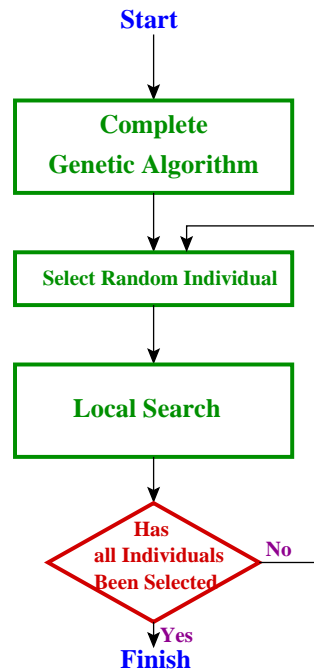 Start
Complete
Genetic Algorithm
Select Random Individual
Local Search
Has
all Individuals
Been Selected
No
Yes
Finish